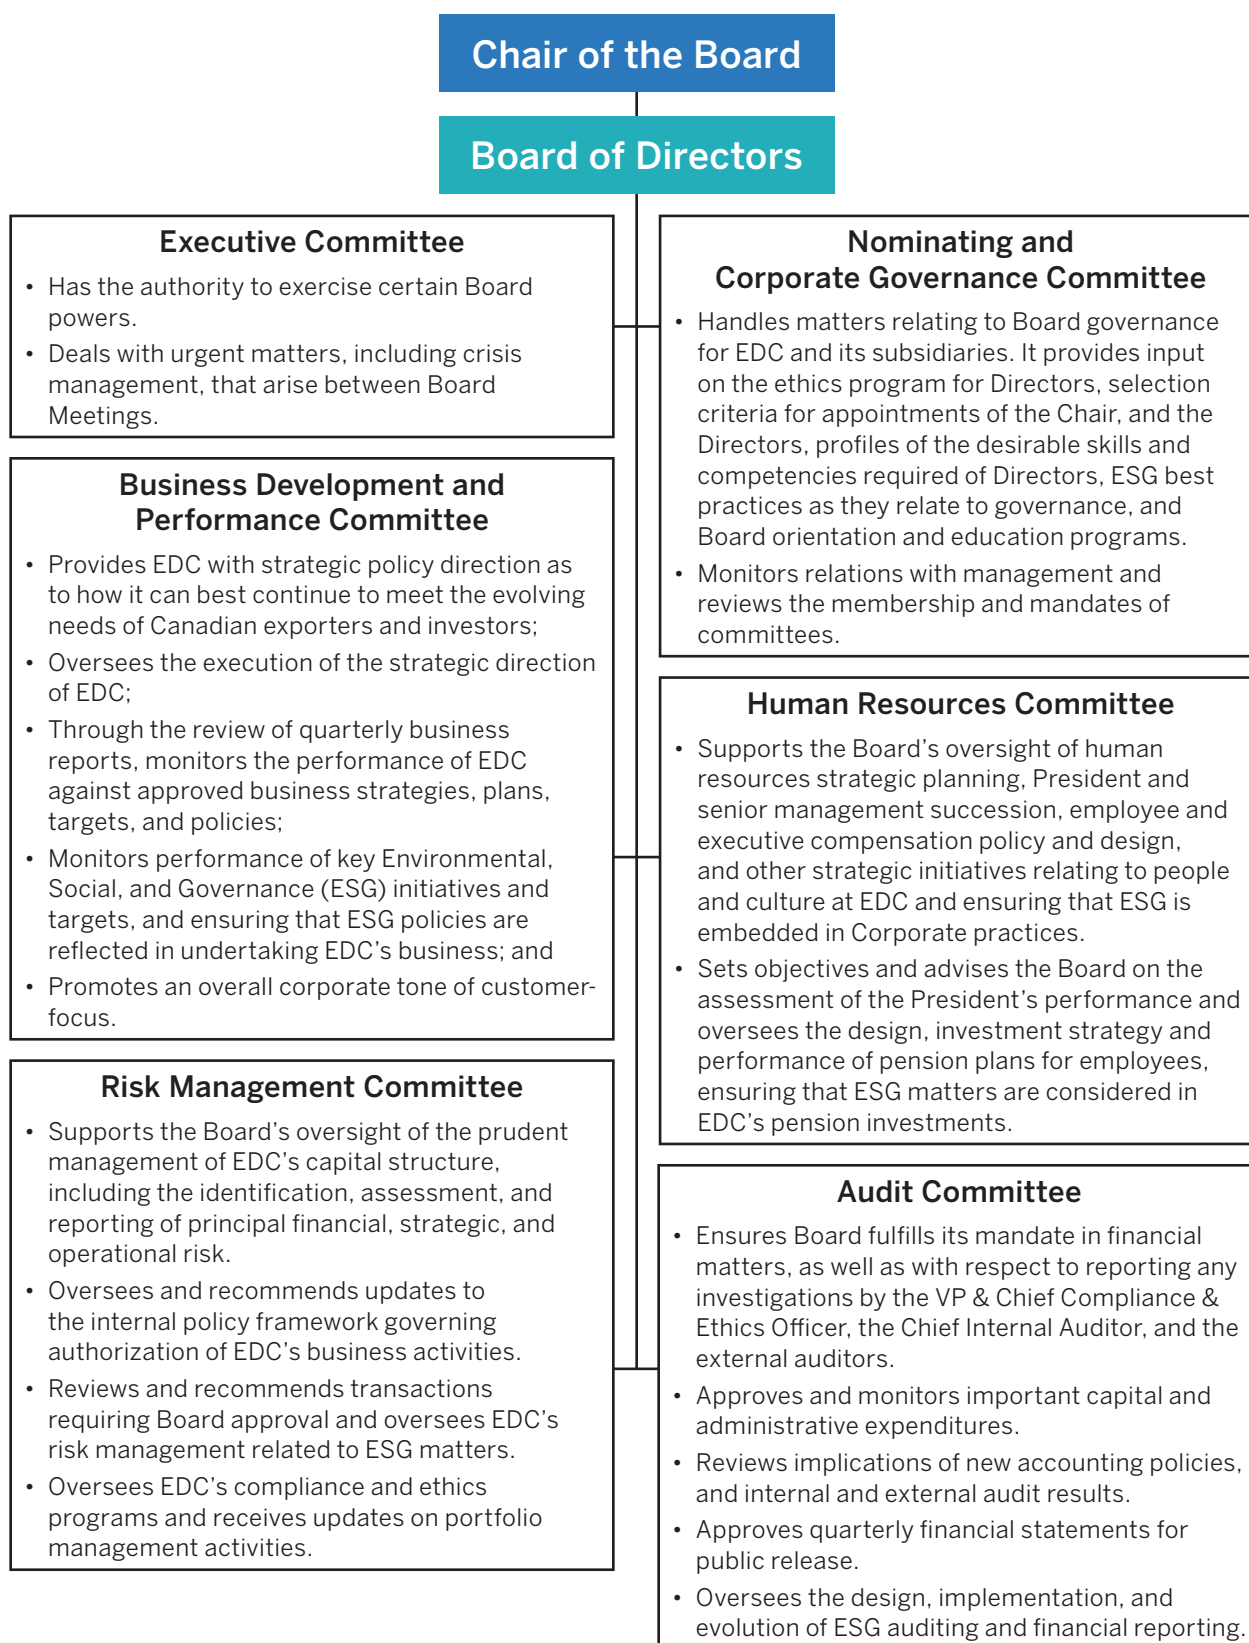 Chair of the Board
Board of Directors
Executive Committee
• Has the authority to exercise certain Board
powers.
• Deals with urgent matters, including crisis
management, that arise between Board
Meetings.
Business Development and
Performance Committee
• Provides EDC with strategic policy direction as
to how it can best continue to meet the evolving
needs of Canadian exporters and investors;
• Oversees the execution of the strategic direction
of EDC;
• Through the review of quarterly business
reports, monitors the performance of EDC
against approved business strategies, plans,
targets, and policies;
• Monitors performance of key Environmental,
Social, and Governance (ESG) initiatives and
targets, and ensuring that ESG policies are
reflected in undertaking EDC’s business; and
• Promotes an overall corporate tone of customer-
focus.
Risk Management Committee
• Supports the Board’s oversight of the prudent
management of EDC’s capital structure,
including the identification, assessment, and
reporting of principal financial, strategic, and
operational risk.
• Oversees and recommends updates to
the internal policy framework governing
authorization of EDC’s business activities.
• Reviews and recommends transactions
requiring Board approval and oversees EDC’s
risk management related to ESG matters.
• Oversees EDC’s compliance and ethics
programs and receives updates on portfolio
management activities.
Nominating and
Corporate Governance Committee
• Handles matters relating to Board governance
for EDC and its subsidiaries. It provides input
on the ethics program for Directors, selection
criteria for appointments of the Chair, and the
Directors, profiles of the desirable skills and
competencies required of Directors, ESG best
practices as they relate to governance, and
Board orientation and education programs.
• Monitors relations with management and
reviews the membership and mandates of
committees.
Human Resources Committee
• Supports the Board’s oversight of human
resources strategic planning, President and
senior management succession, employee and
executive compensation policy and design,
and other strategic initiatives relating to people
and culture at EDC and ensuring that ESG is
embedded in Corporate practices.
• Sets objectives and advises the Board on the
assessment of the President’s performance and
oversees the design, investment strategy and
performance of pension plans for employees,
ensuring that ESG matters are considered in
EDC’s pension investments.
Audit Committee
• Ensures Board fulfills its mandate in financial
matters, as well as with respect to reporting any
investigations by the VP & Chief Compliance &
Ethics Officer, the Chief Internal Auditor, and the
external auditors.
• Approves and monitors important capital and
administrative expenditures.
• Reviews implications of new accounting policies,
and internal and external audit results.
• Approves quarterly financial statements for
public release.
• Oversees the design, implementation, and
evolution of ESG auditing and financial reporting.